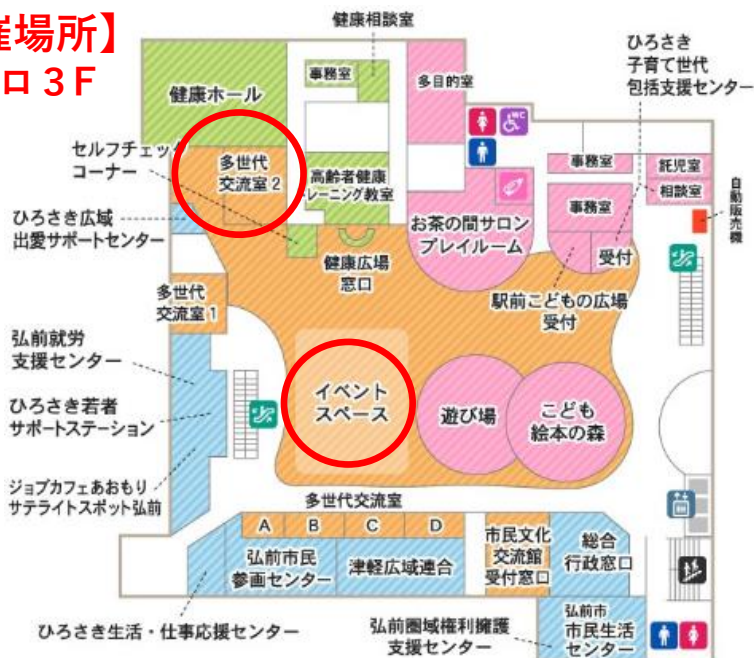 催場所】
ロ 3F
健康相談室
ひろさき
子育て世代
包括支援センター
事務室
多目的室
健康ホール
WC
セルフチェック
コーナー
多世代
交流室2
高齢者健康
トレーニング教室
事務室
託児室
相談室
事務室
自動販売機
お茶の間サロン
プレイルーム
受付
ひろさき広域
出愛サポートセンター
健康広場
窓口
駅前こどもの広場
受付
多世代
交流室1
弘前就労
支援センター
イベント
スペース
遊び場
こども
絵本の森
ひろさき若者
サポートステーション
ジョブカフェあおもり
サテライトスポット弘前
多世代交流室
A B C D
弘前市民
参画センター
津軽広域連合
市民文化
交流館
受付窓口
総合
行政窓口
ひろさき生活・仕事応援センター
弘前圏域権利擁護
支援センター
弘前市
市民生活
センター